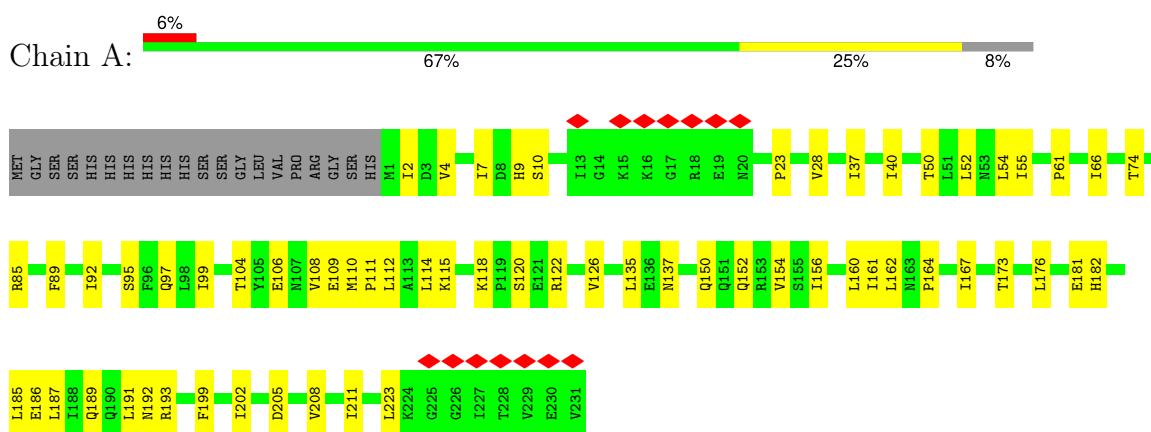 6%
Chain A:
67% 25% 8%
MET GLY SER SER HIS HIS HIS HIS HIS HIS SER SER GLY LEU VAL PRO ARG GLY SER HIS M1 I2 D3 V4 I7 D8 H9 S10 I13 G14 K15 K16 G17 R18 E19 N20 P23 V28 I37 I40 T50 L51 L52 N53 L54 I55 P61 I66 T74
R85 F89 I92 S95 F96 Q97 L98 I99 T104 Y105 E106 N107 V108 E109 M110 P111 L112 A113 L114 K115 K118 P119 S120 E121 R122 V126 L135 E136 N137 Q150 Q151 Q152 R153 V154 S155 I156 L160 I161 L162 N163 P164 I167 T173 L176 E181 H182
L185 E186 L187 I188 Q189 Q190 L191 N192 R193 F199 I202 D205 V208 I211 L223 K224 G225 G226 I227 T228 V229 E230 V231